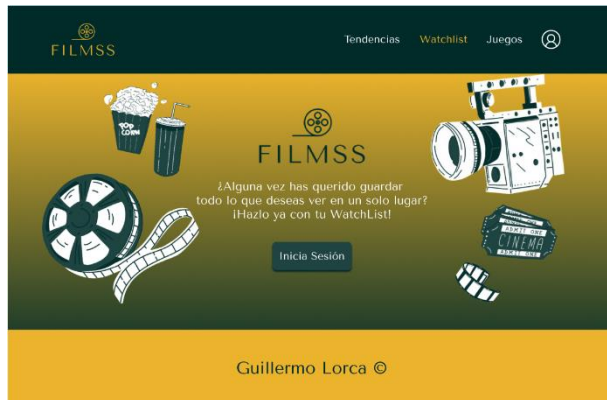 FILMSS
Tendencias Watchlist Juegos
POP
CORN
FILMSS
¿Alguna vez has querido guardar
todo lo que deseas ver en un solo lugar?
¡Hazlo ya con tu WatchList!
Inicia Sesión
ADMIT ONE
CINEMA
ADMIT ONE
Guillermo Lorca ©